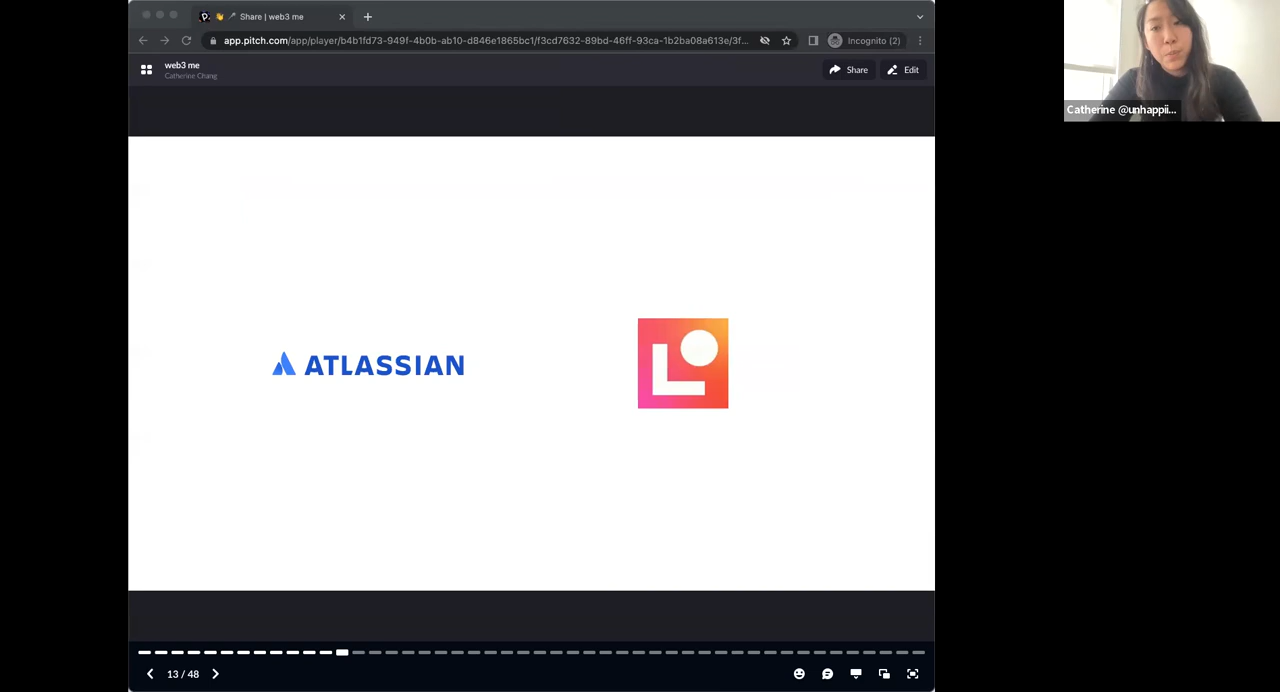 Share | web3 me
app.pitch.com/app/player/b4b1fd73-949f-4b0b-ab10-d846e1865bc1/f3cd7632-89bd-46ff-93ca-1b2ba08a613e/3f...
Incognito (2)
web3 me
Catherine Chang
Share
Edit
Catherine @unhappii...
ATLASSIAN
13 / 48